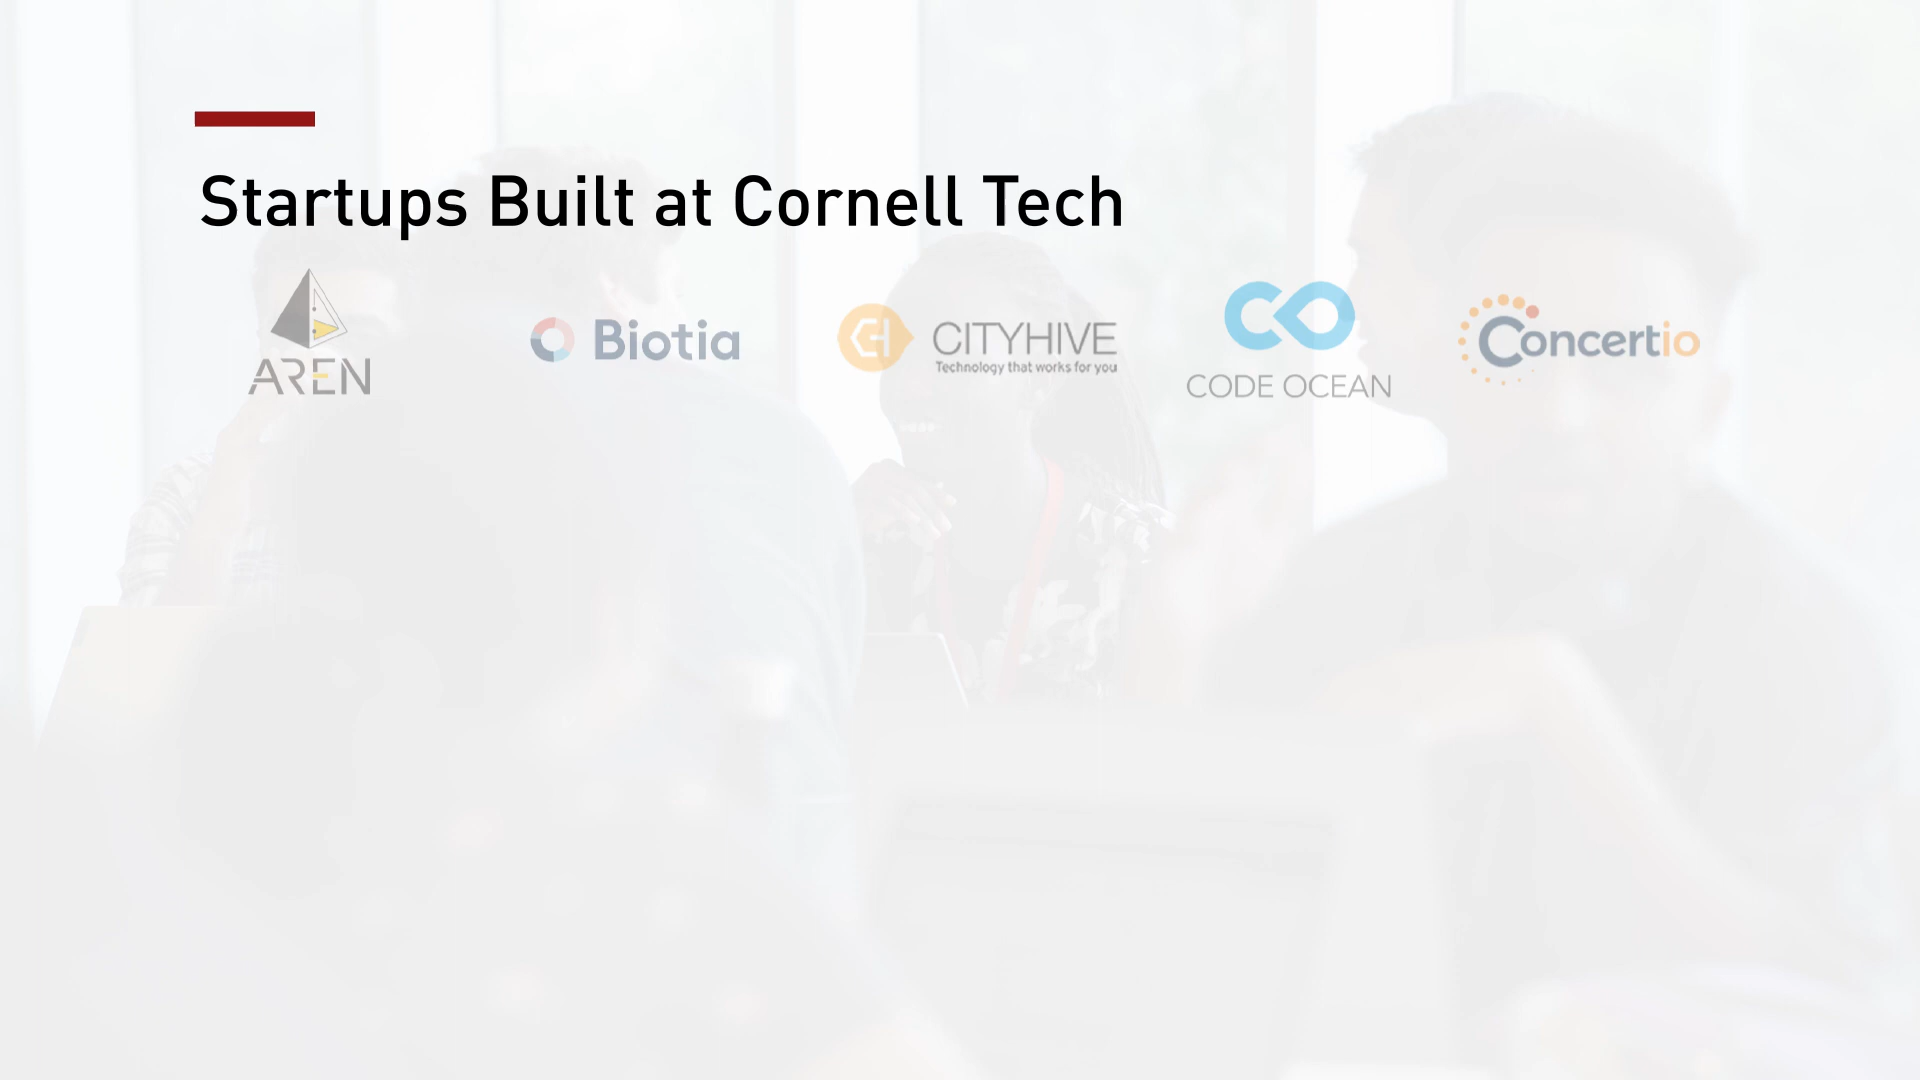 Startups Built at Cornell Tech
AREN
Biotia
CITYHIVE
Technology that works for you
CODE OCEAN
Concertio